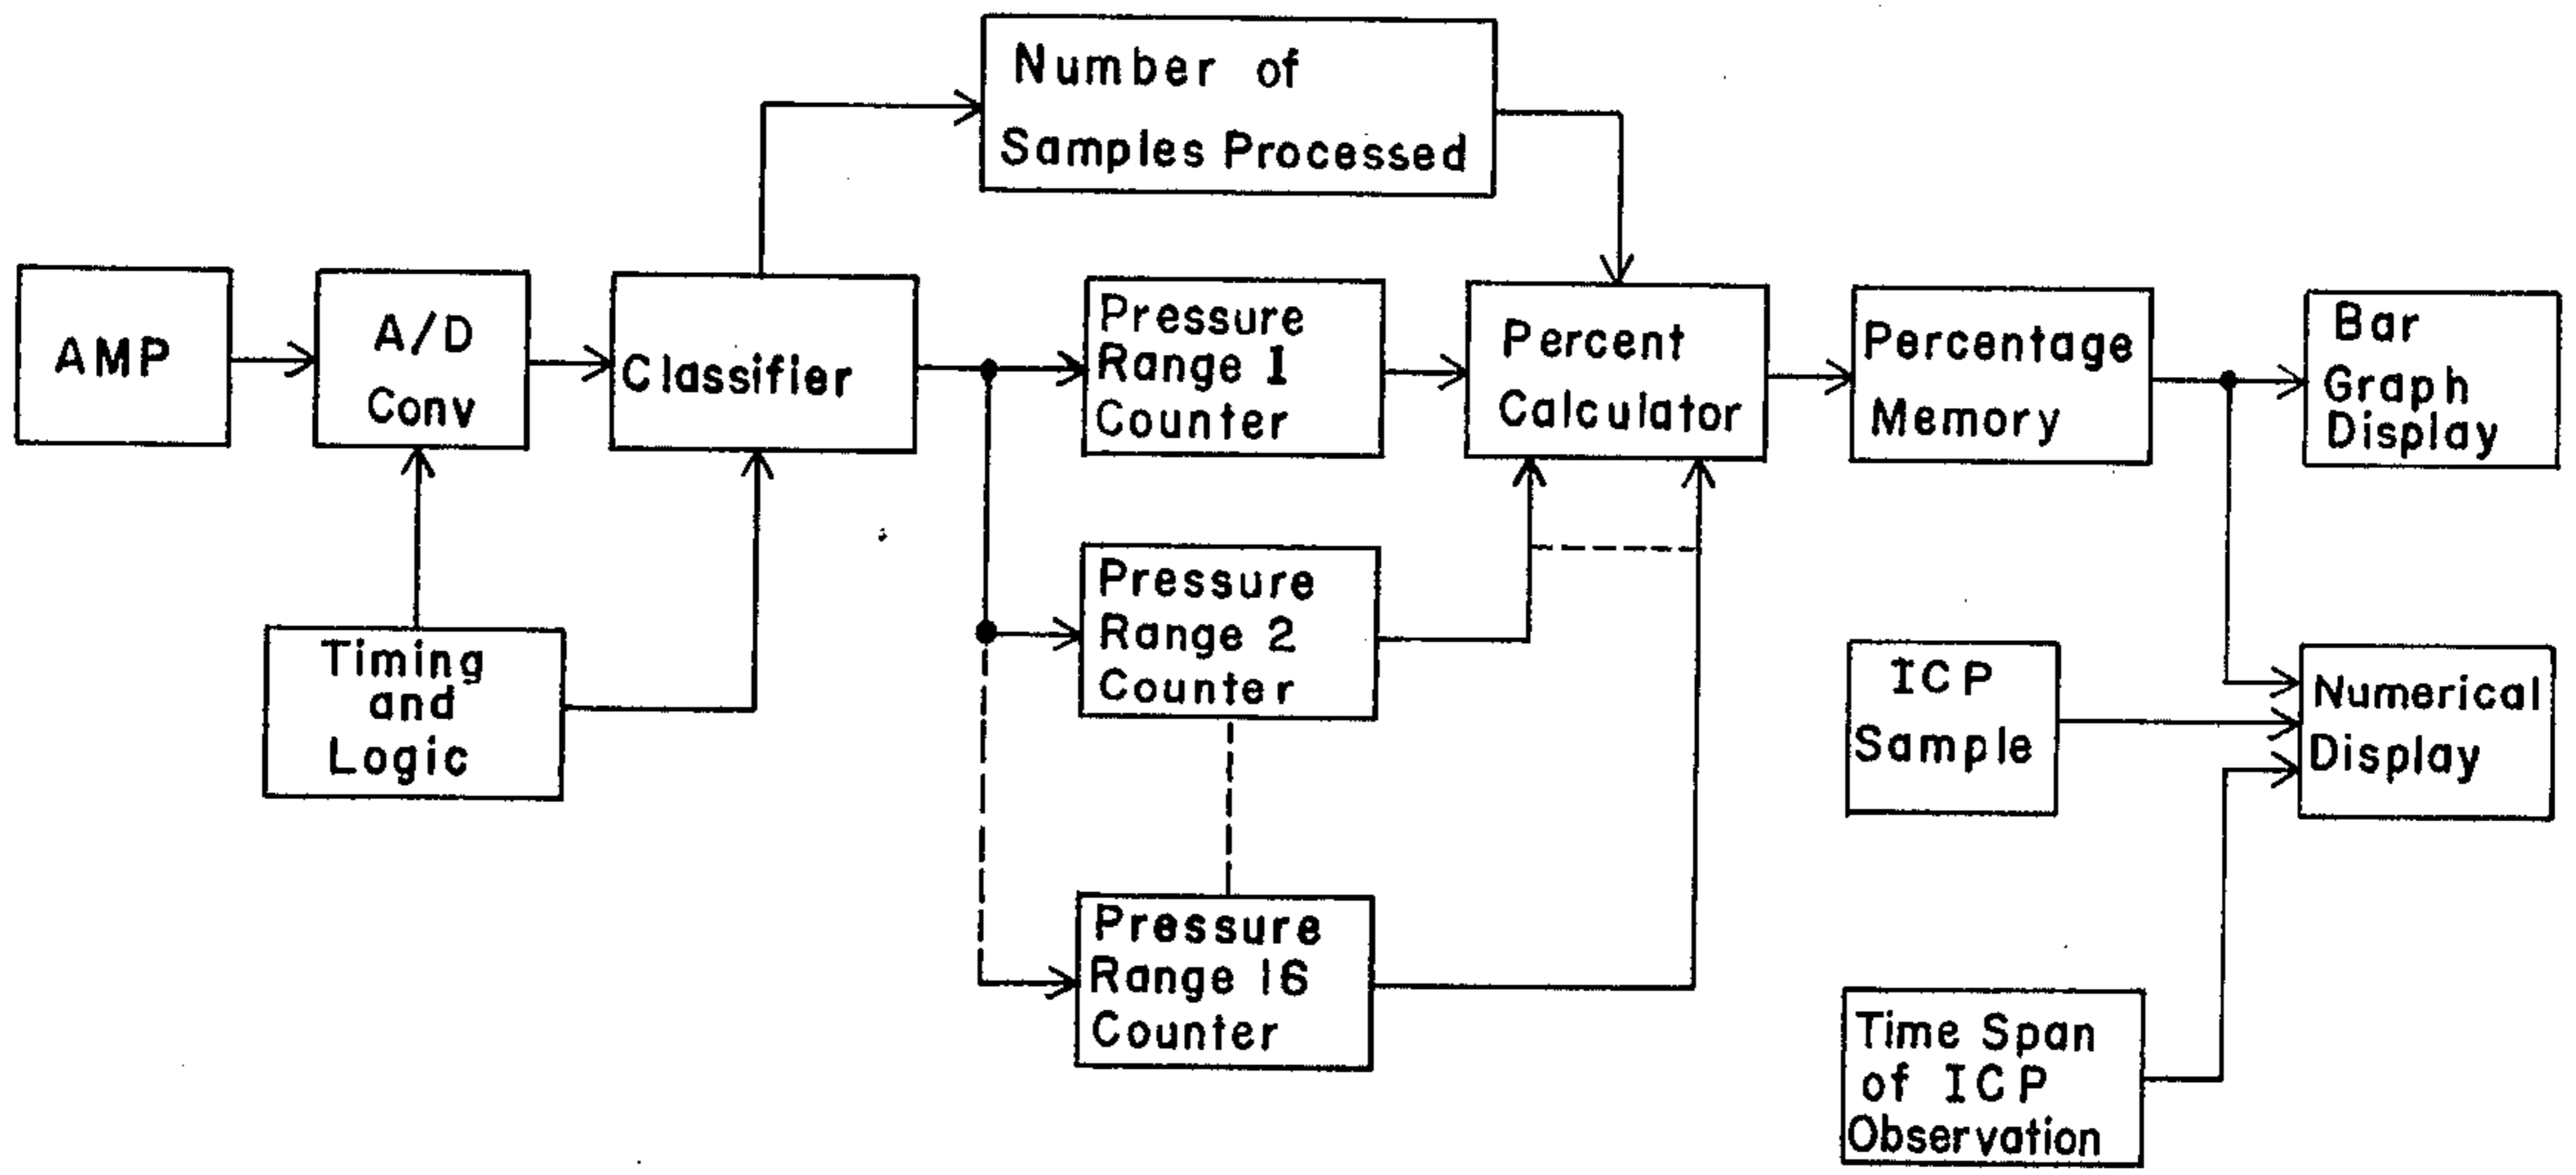 Number of
Samples Processed
AMP
A/D
Conv
Classifier
Pressure
Range 1
Counter
Percent
Calculator
Percentage
Memory
Bar
Graph
Display
Timing
and
Logic
Pressure
Range 2
Counter
ICP
Sample
Numerical
Display
Pressure
Range 16
Counter
Time Span
of ICP
Observation